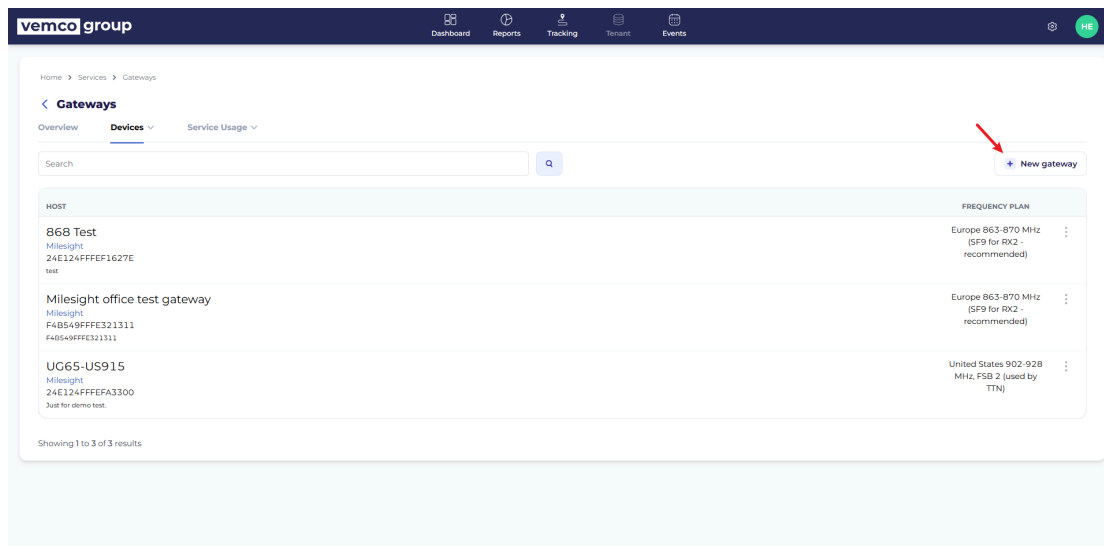 vemco group
Dashboard Reports Tracking Tenant Events
HE
Home > Services > Gateways
< Gateways
Overview Devices Service Usage
Search
+ New gateway
HOST FREQUENCY PLAN
868 Test
Milesight
24E124FFFEF1627E
test
Europe 863-870 MHz
(SF9 for RX2 -
recommended)
Milesight office test gateway
Milesight
F4B549FFFE321311
F4B549FFFE321311
Europe 863-870 MHz
(SF9 for RX2 -
recommended)
UG65-US915
Milesight
24E124FFFEFA3300
Just for demo test.
United States 902-928
MHz, FSB 2 (used by
TTN)
Showing 1 to 3 of 3 results